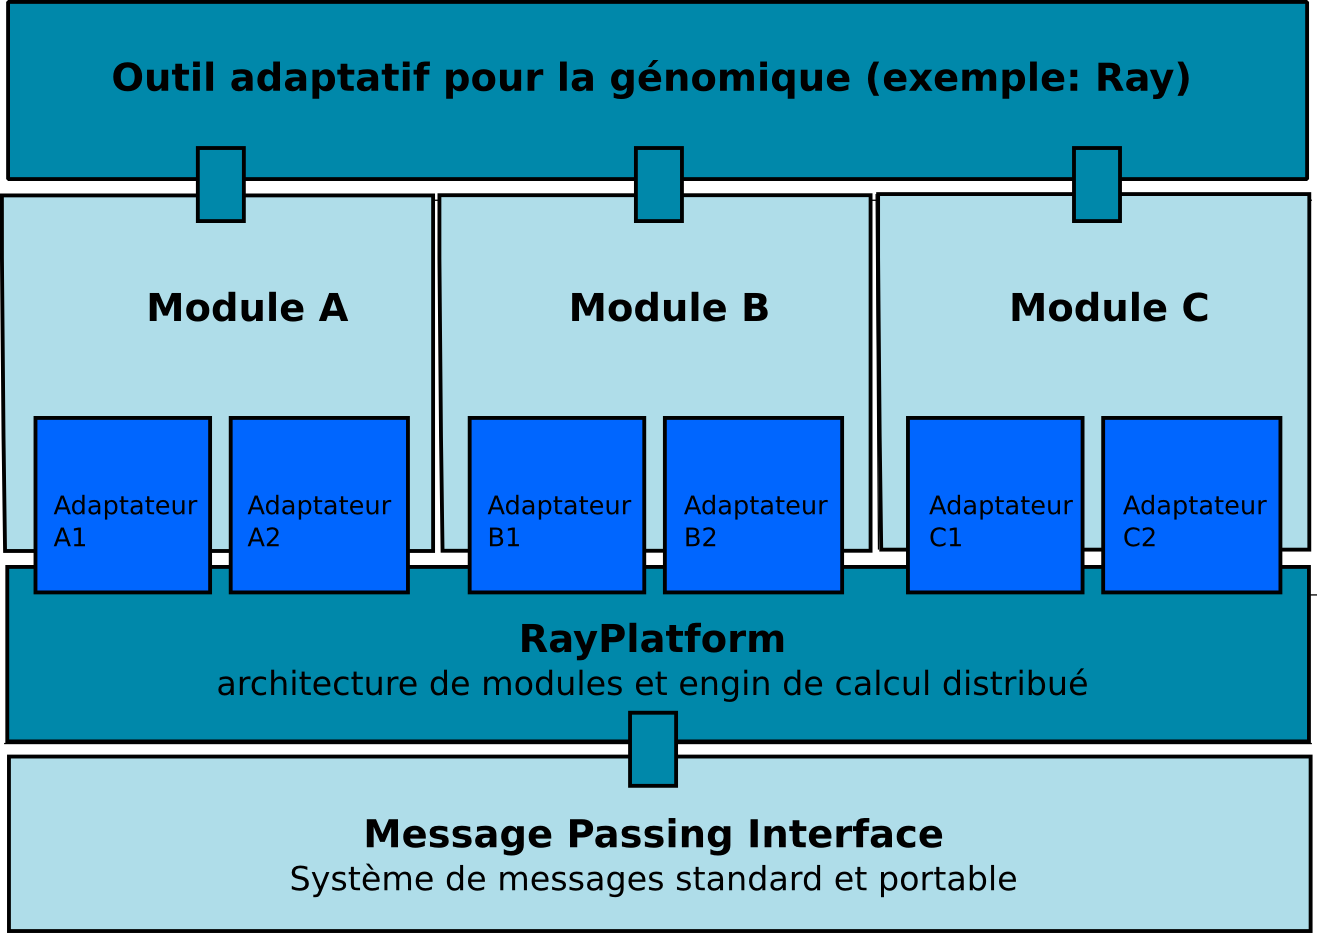 Outil adaptatif pour la génomique (exemple: Ray)
Module A
Module B
Module C
Adaptateur
A1
Adaptateur
A2
Adaptateur
B1
Adaptateur
B2
Adaptateur
C1
Adaptateur
C2
RayPlatform
architecture de modules et engin de calcul distribué
Message Passing Interface
Système de messages standard et portable